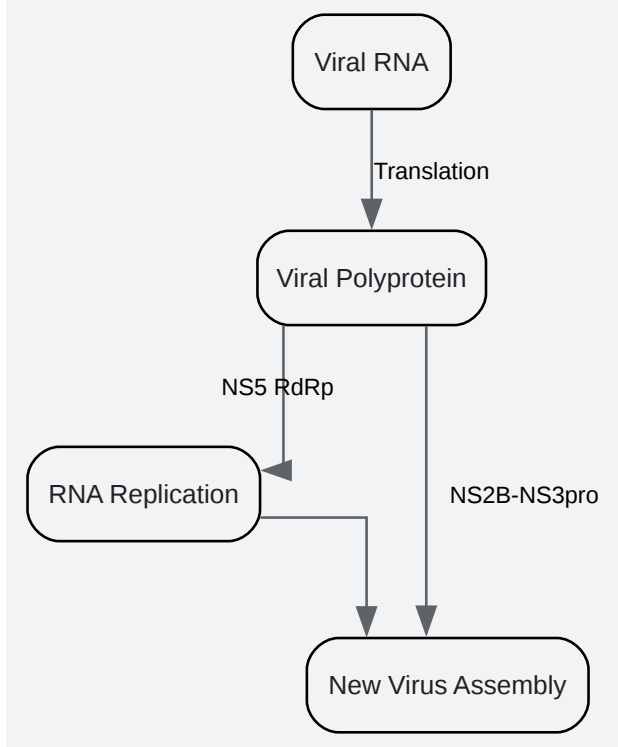 Viral RNA
Translation
Viral Polyprotein
NS5 RdRp
RNA Replication
NS2B-NS3pro
New Virus Assembly